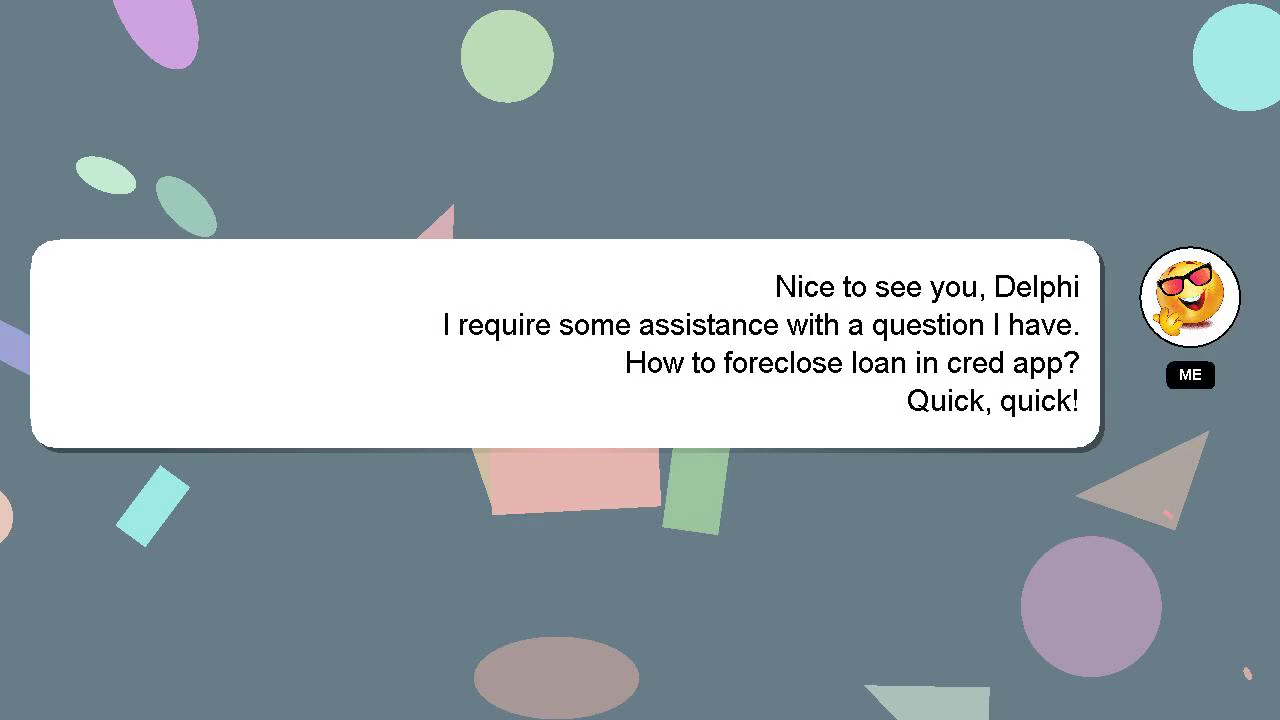 Nice to see you, Delphi
I require some assistance with a question I have.
How to foreclose loan in cred app?
Quick, quick!
ME